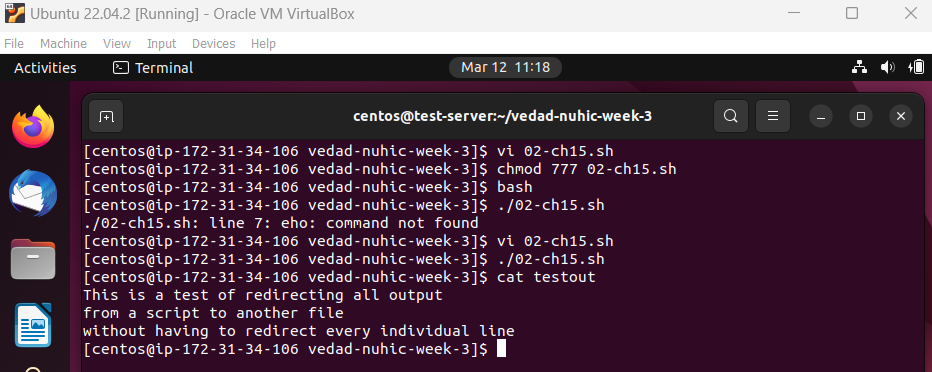 Ubuntu 22.04.2 [Running] - Oracle VM VirtualBox
File Machine View Input Devices Help
Activities Terminal Mar 12 11:18
centos@test-server:~/vedad-nuhic-week-3
[centos@ip-172-31-34-106 vedad-nuhic-week-3]$ vi 02-ch15.sh
[centos@ip-172-31-34-106 vedad-nuhic-week-3]$ chmod 777 02-ch15.sh
[centos@ip-172-31-34-106 vedad-nuhic-week-3]$ bash
[centos@ip-172-31-34-106 vedad-nuhic-week-3]$ ./02-ch15.sh
./02-ch15.sh: line 7: eho: command not found
[centos@ip-172-31-34-106 vedad-nuhic-week-3]$ vi 02-ch15.sh
[centos@ip-172-31-34-106 vedad-nuhic-week-3]$ ./02-ch15.sh
[centos@ip-172-31-34-106 vedad-nuhic-week-3]$ cat testout
This is a test of redirecting all output
from a script to another file
without having to redirect every individual line
[centos@ip-172-31-34-106 vedad-nuhic-week-3]$